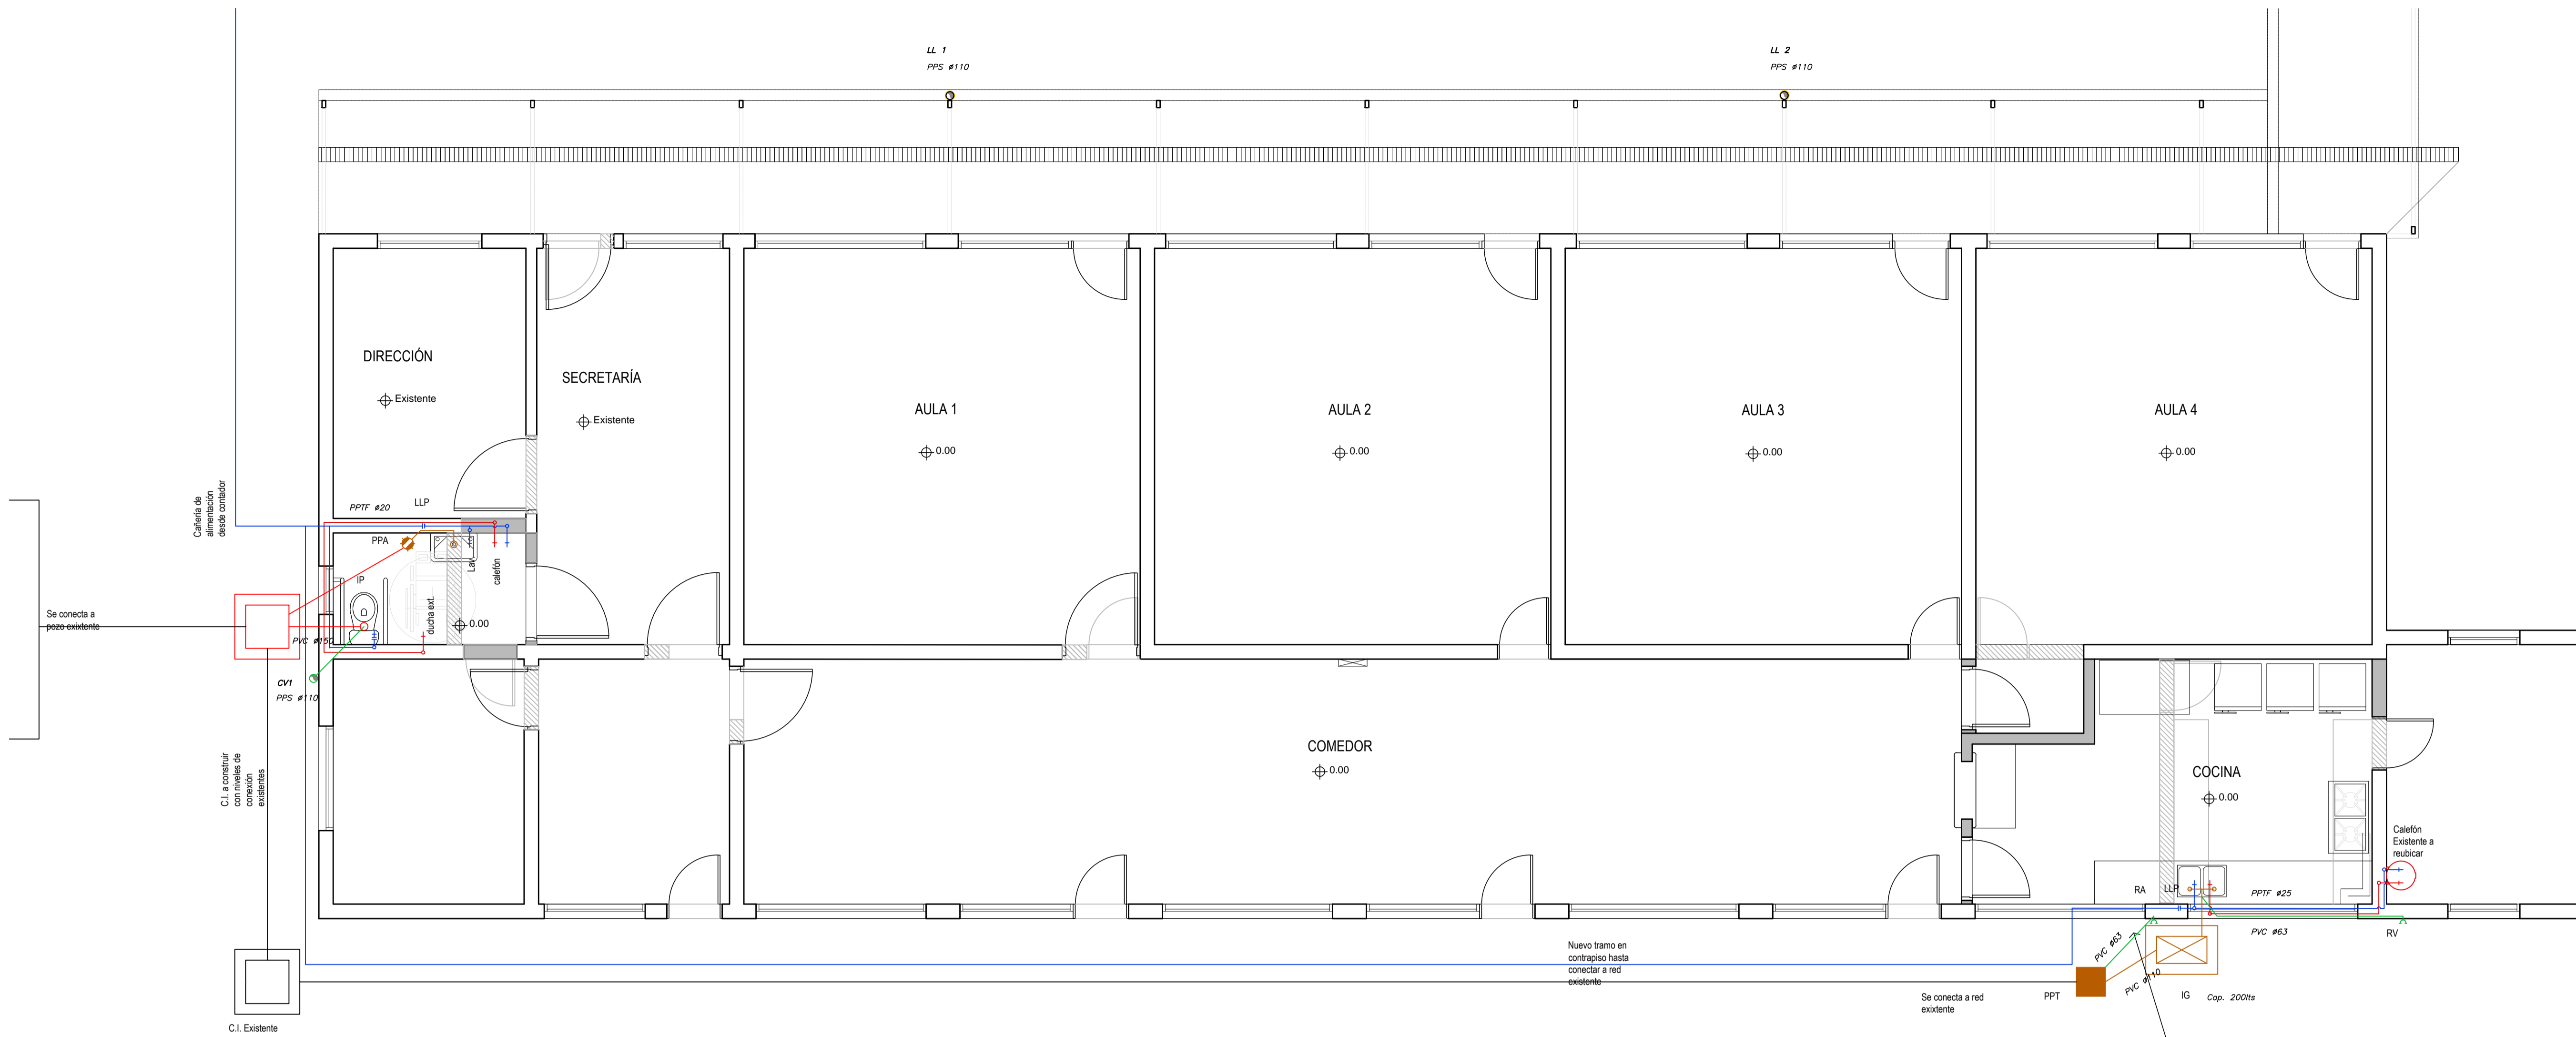 LL 1
PPS ø110
LL 2
PPS ø110
DIRECCIÓN
Existente
SECRETARÍA
Existente
AULA 1
0.00
AULA 2
0.00
AULA 3
0.00
AULA 4
0.00
Cañería de
alimentación
desde contador
PPTF ø20
LLP
PPA
Lav.
calefón
IP
ducha ext.
0.00
Se conecta a
pozo exixtente
PVC ø150
CV1
PPS ø110
C.I. a construir
con niveles de
conexión
existentes
COMEDOR
0.00
COCINA
0.00
Calefón
Existente a
reubicar
RA
LLP
PPTF ø25
PVC ø63
RV
PVC ø63
PVC ø110
Nuevo tramo en
contrapiso hasta
conectar a red
existente
Se conecta a red
exixtente
PPT
IG
Cap. 200lts
C.I. Existente